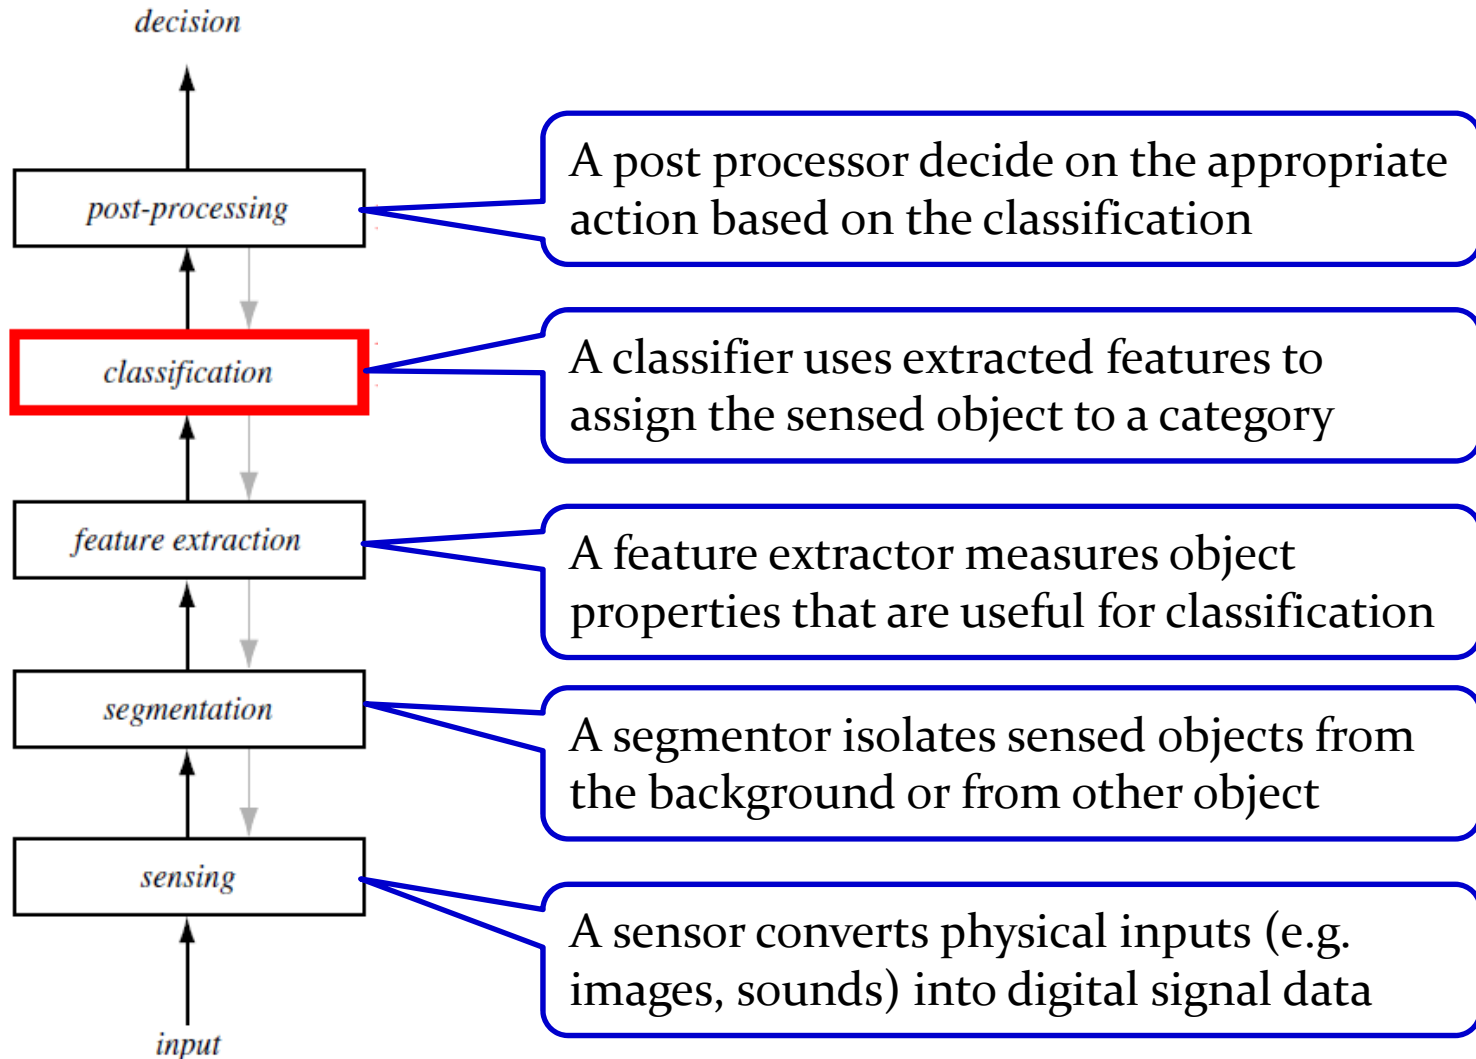 decision
post-processing
A post processor decide on the appropriate
action based on the classification
classification
A classifier uses extracted features to
assign the sensed object to a category
feature extraction
A feature extractor measures object
properties that are useful for classification
segmentation
A segmentor isolates sensed objects from
the background or from other object
sensing
A sensor converts physical inputs (e.g.
images, sounds) into digital signal data
input